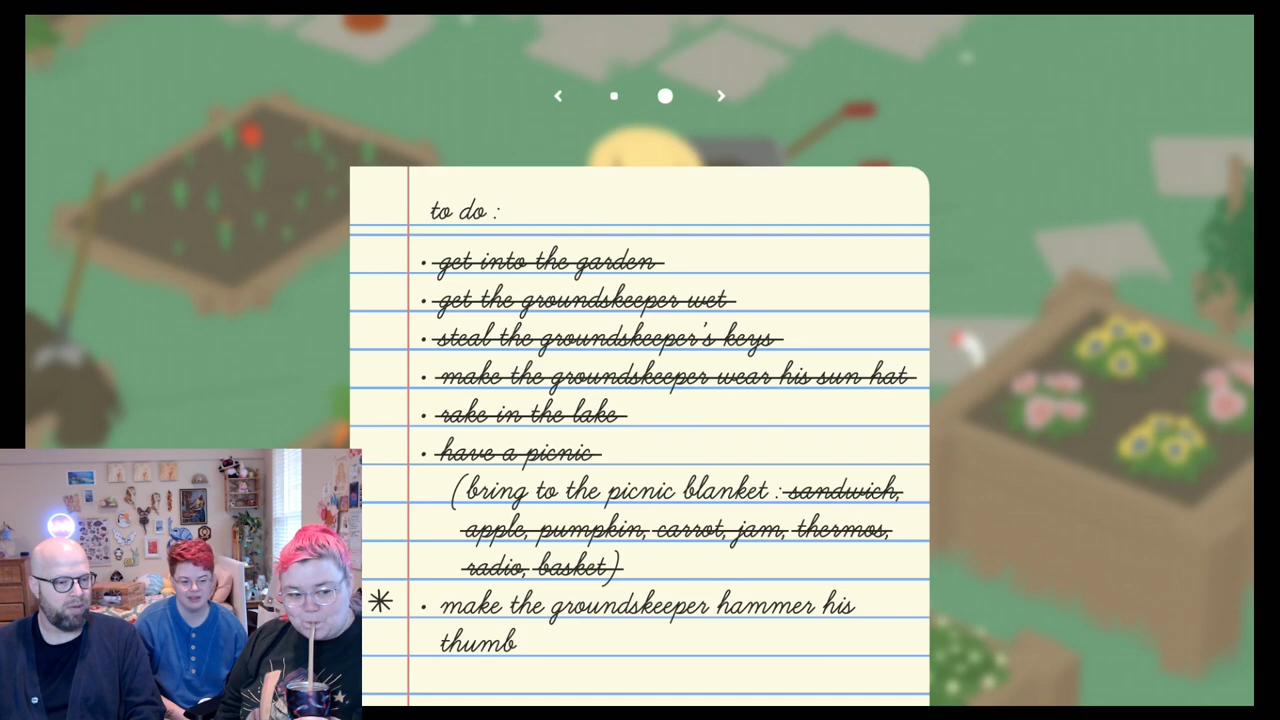 to do :
• get into the garden
• get the groundskeeper wet
• steal the groundskeeper's keys
• make the groundskeeper wear his sun hat
• rake in the lake
• have a picnic
(bring to the picnic blanket : sandwich,
apple, pumpkin, carrot, jam, thermos,
radio, basket)
• make the groundskeeper hammer his
thumb